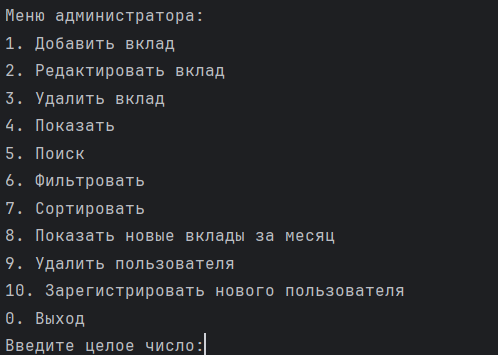 Меню администратора:
1. Добавить вклад
2. Редактировать вклад
3. Удалить вклад
4. Показать
5. Поиск
6. Фильтровать
7. Сортировать
8. Показать новые вклады за месяц
9. Удалить пользователя
10. Зарегистрировать нового пользователя
0. Выход
Введите целое число: